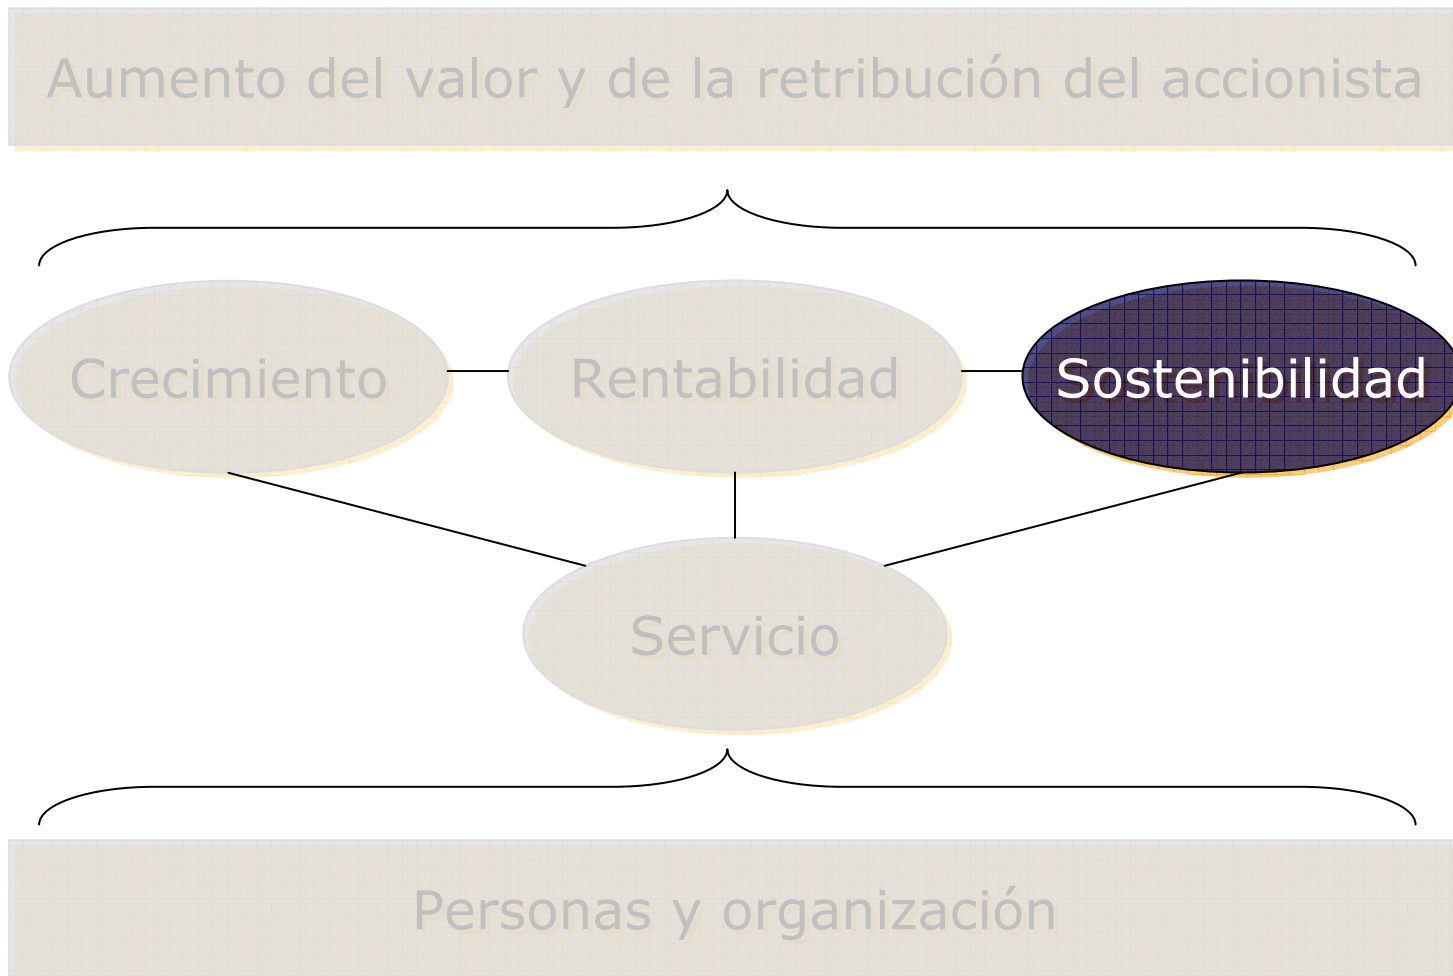 Aumento del valor y de la retribución del accionista
Crecimiento
Rentabilidad
Sostenibilidad
Servicio
Personas y organización